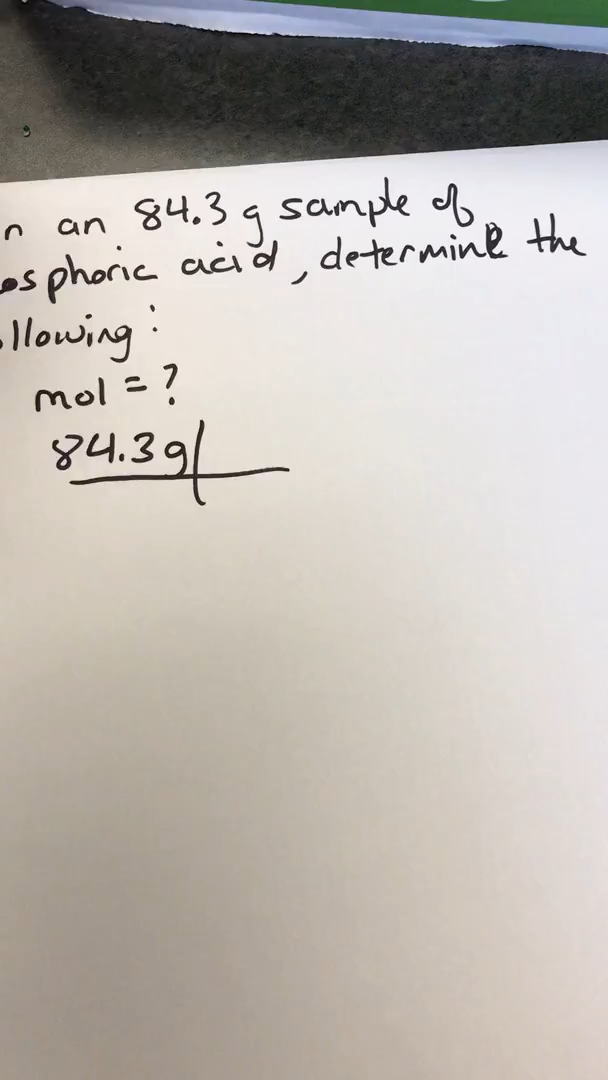 n an 84.3 g sample of
osphoric acid, determine the
llowing:
mol = ?
84.3g